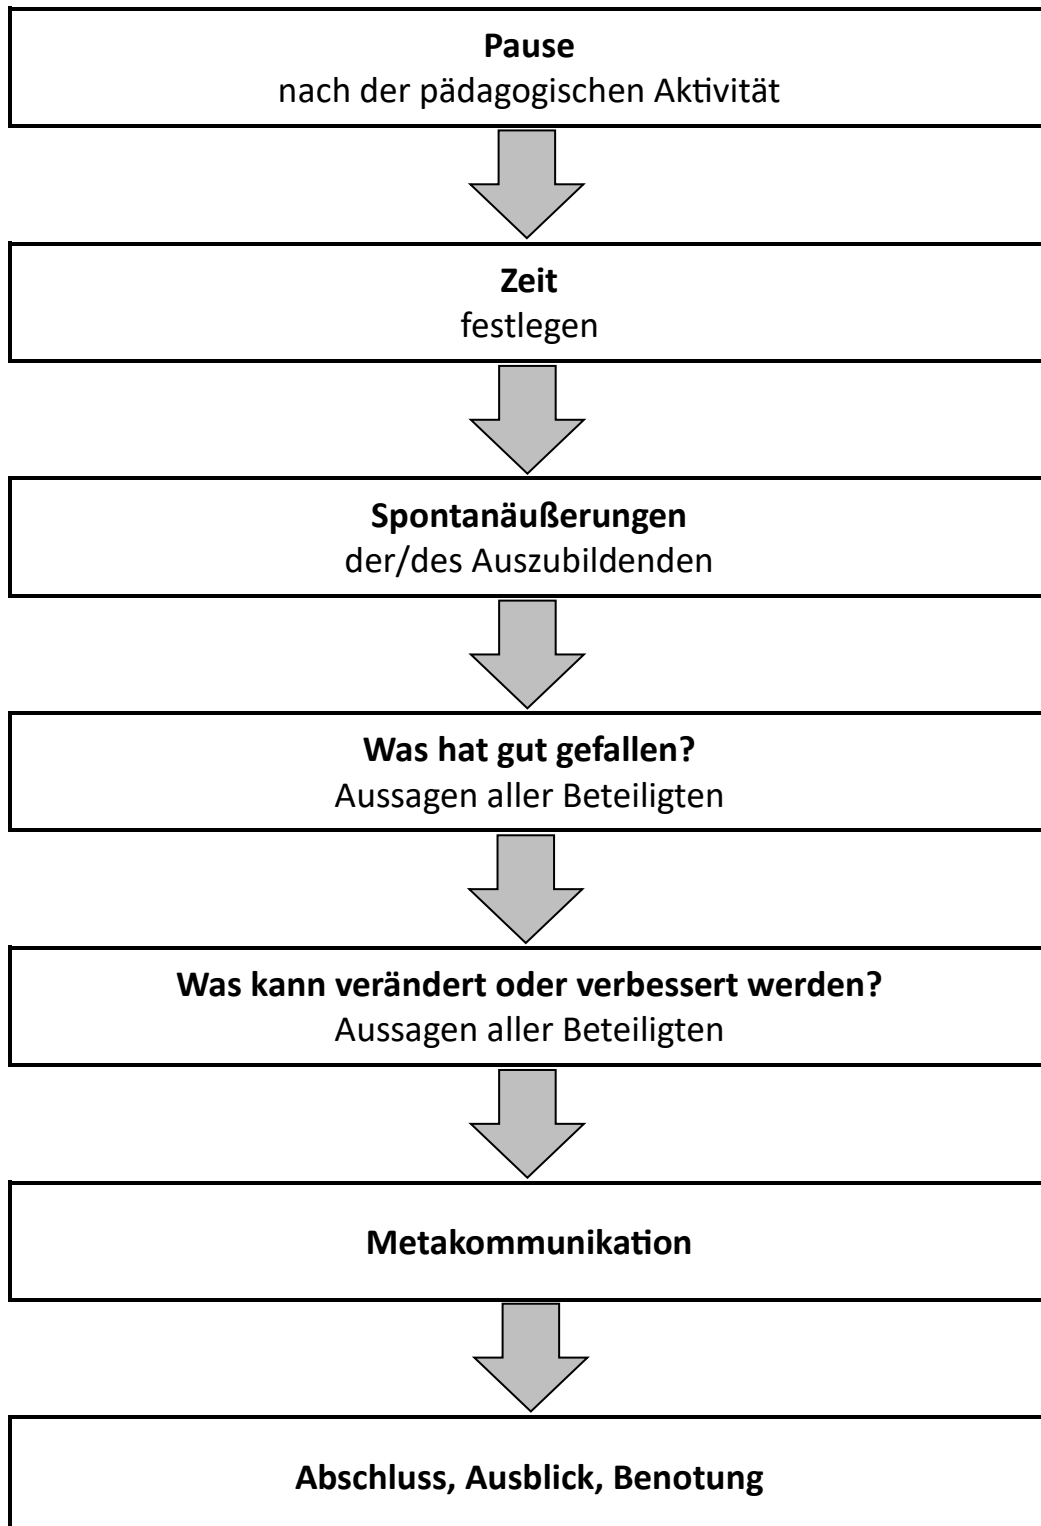 Pause
nach der pädagogischen Aktivität
Zeit
festlegen
Spontanäußerungen
der/des Auszubildenden
Was hat gut gefallen?
Aussagen aller Beteiligten
Was kann verändert oder verbessert werden?
Aussagen aller Beteiligten
Metakommunikation
Abschluss, Ausblick, Benotung